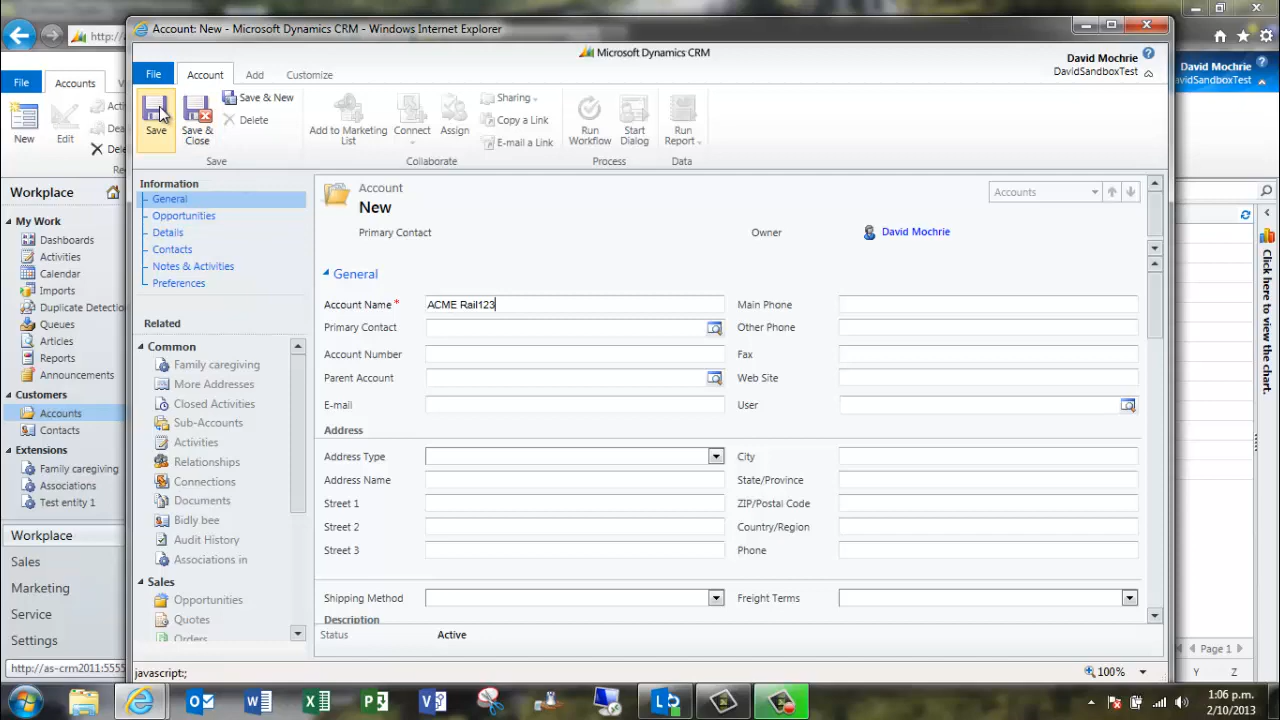 Account: New - Microsoft Dynamics CRM - Windows Internet Explorer
http://
Microsoft Dynamics CRM
David Mochrie
DavidSandboxTest
David Mochrie
File
Accounts
File
Account
Add
Customize
New
Edit
Save
Save & Close
Save & New
Delete
Save
Add to Marketing List
Connect
Assign
Sharing
Copy a Link
E-mail a Link
Collaborate
Run Workflow
Start Dialog
Process
Run Report
Data
Workplace
My Work
Dashboards
Activities
Calendar
Imports
Duplicate Detectio
Queues
Articles
Reports
Announcements
Customers
Accounts
Contacts
Extensions
Family caregiving
Associations
Test entity 1
Workplace
Sales
Marketing
Service
Settings
http://as-crm2011:5555
Information
General
Opportunities
Details
Contacts
Notes & Activities
Preferences
Related
Common
Family caregiving
More Addresses
Closed Activities
Sub-Accounts
Activities
Relationships
Connections
Documents
Bidly bee
Audit History
Associations in
Sales
Opportunities
Quotes
Orders
Account
New
Accounts
Primary Contact
Owner
David Mochrie
General
Account Name *
ACME Rail123
Main Phone
Primary Contact
Other Phone
Account Number
Fax
Parent Account
Web Site
E-mail
User
Address
Address Type
City
Address Name
State/Province
Street 1
ZIP/Postal Code
Street 2
Country/Region
Street 3
Phone
Shipping Method
Freight Terms
Description
Status
Active
javascript:;
100%
Click here to view the chart.
Page 1
Y Z
1:06 p.m.
2/10/2013